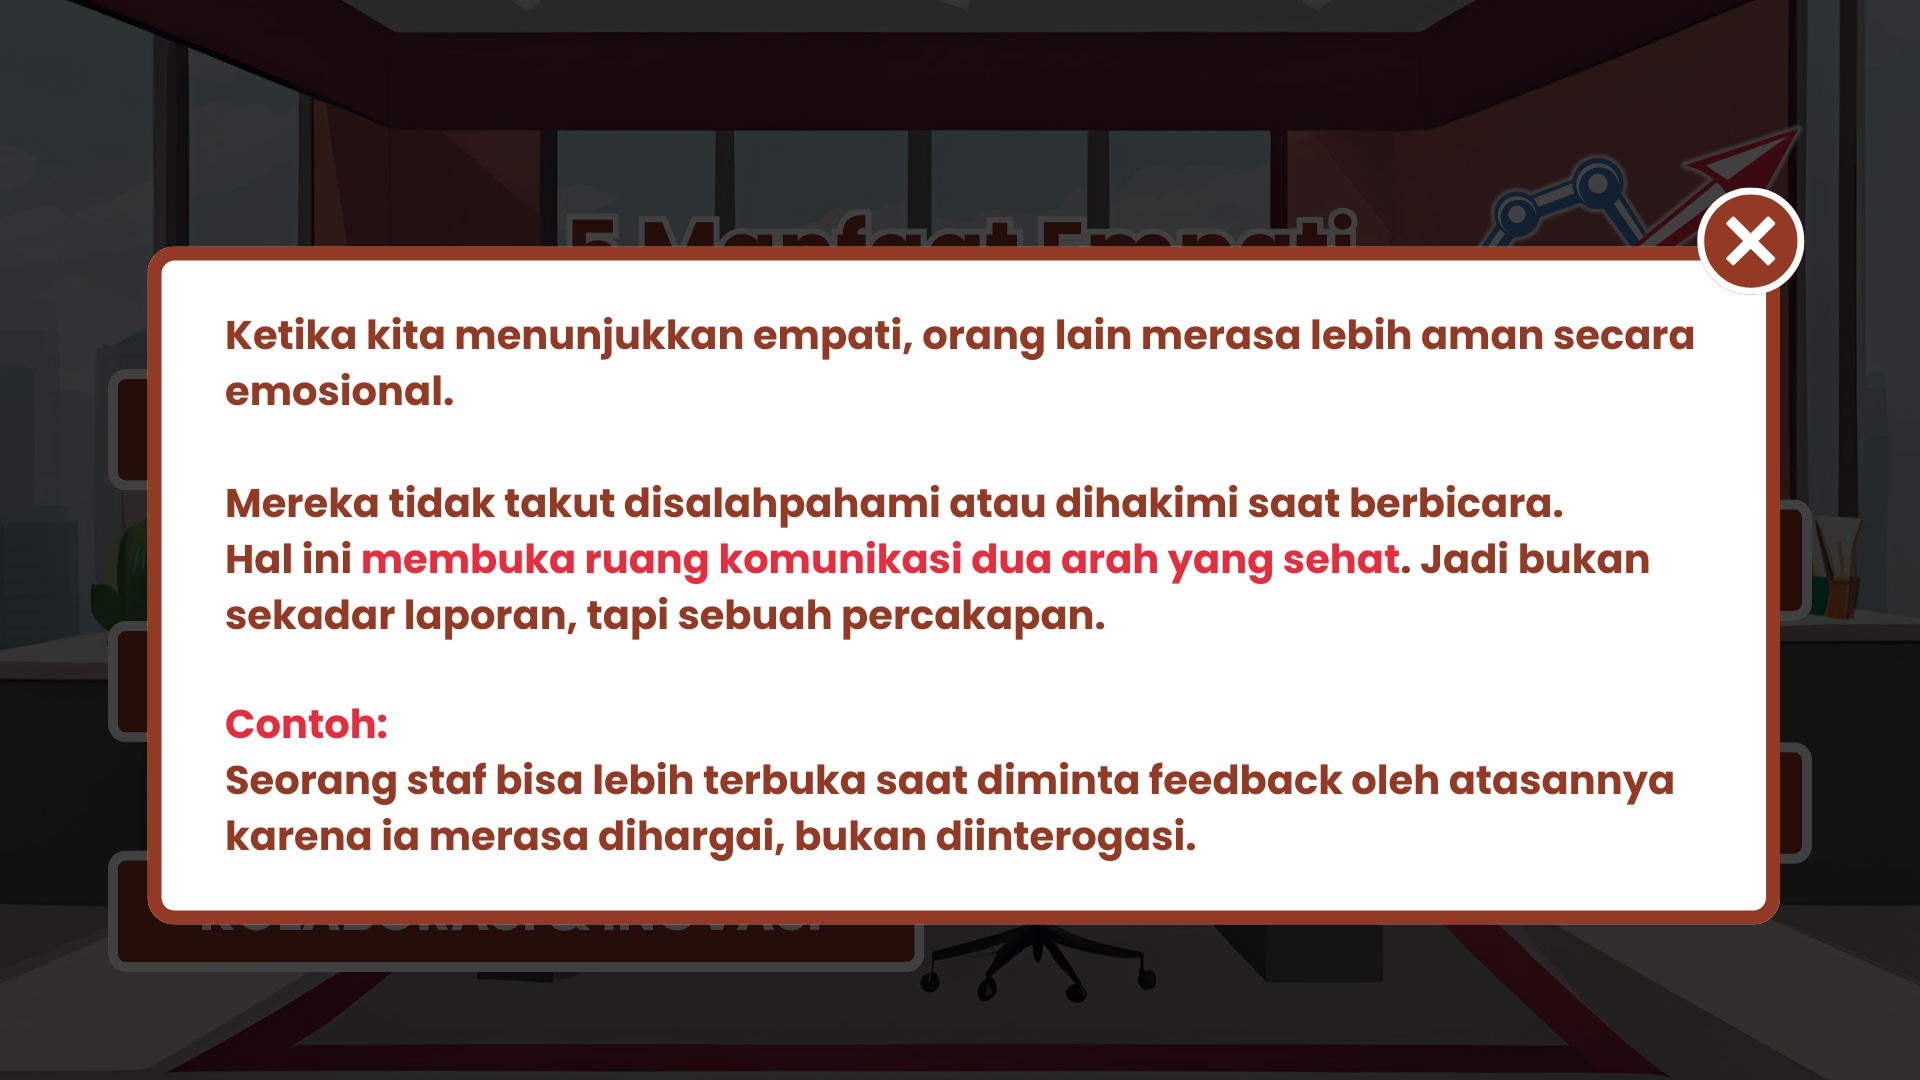 5 Manfaat Empati
Ketika kita menunjukkan empati, orang lain merasa lebih aman secara
emosional.
Mereka tidak takut disalahpahami atau dihakimi saat berbicara.
Hal ini membuka ruang komunikasi dua arah yang sehat. Jadi bukan
sekadar laporan, tapi sebuah percakapan.
Contoh:
Seorang staf bisa lebih terbuka saat diminta feedback oleh atasannya
karena ia merasa dihargai, bukan diinterogasi.
KOLABORASI & INOVASI